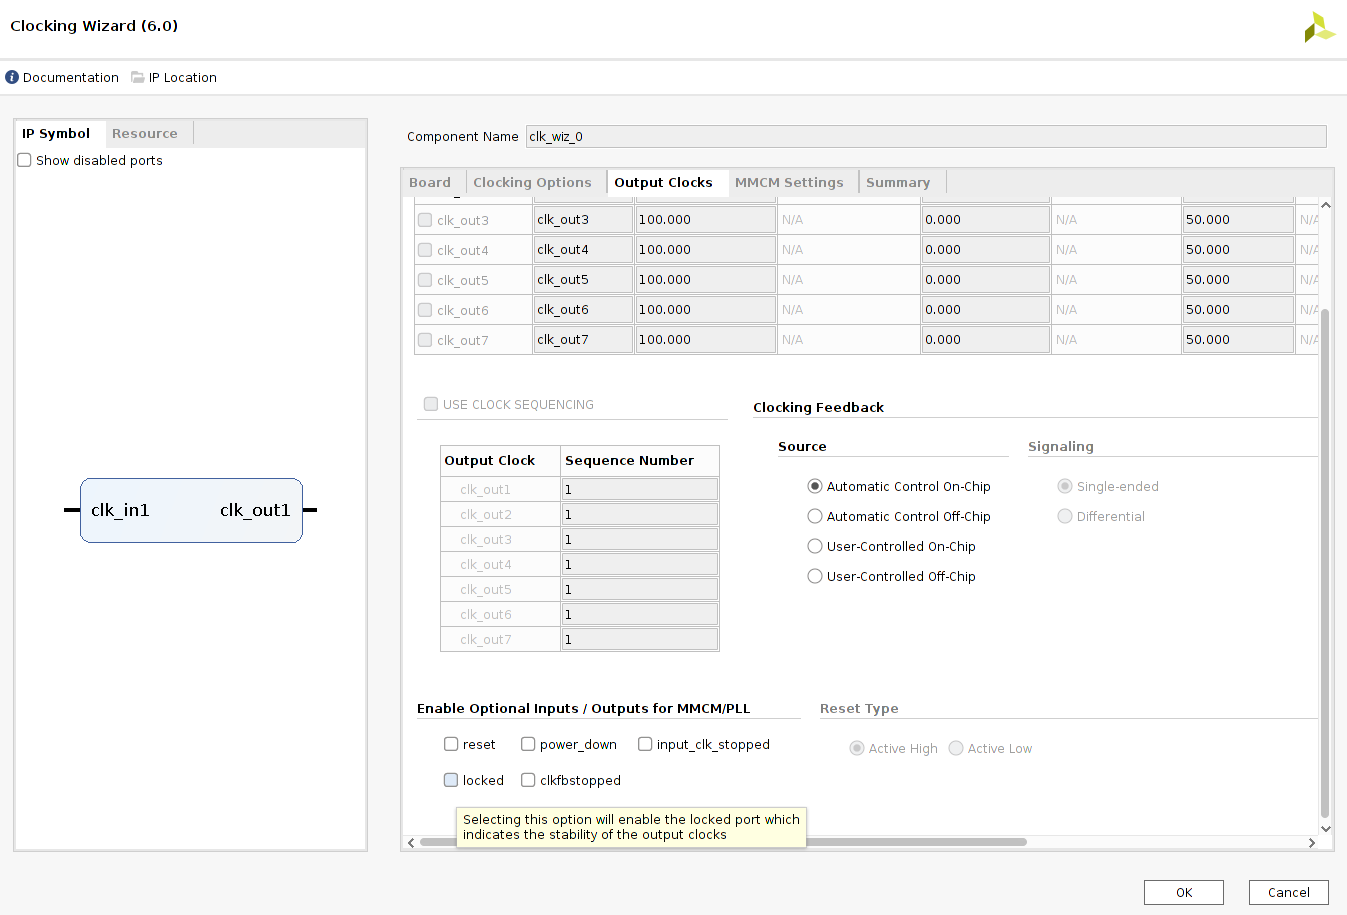 Clocking Wizard (6.0)
Documentation IP Location
IP Symbol Resource
Show disabled ports
clk_in1 clk_out1
Component Name clk_wiz_0
Board Clocking Options Output Clocks MMCM Settings Summary
clk_out3 clk_out3 100.000 N/A 0.000 N/A 50.000 N/A
clk_out4 clk_out4 100.000 N/A 0.000 N/A 50.000 N/A
clk_out5 clk_out5 100.000 N/A 0.000 N/A 50.000 N/A
clk_out6 clk_out6 100.000 N/A 0.000 N/A 50.000 N/A
clk_out7 clk_out7 100.000 N/A 0.000 N/A 50.000 N/A
USE CLOCK SEQUENCING
Output Clock Sequence Number
clk_out1 1
clk_out2 1
clk_out3 1
clk_out4 1
clk_out5 1
clk_out6 1
clk_out7 1
Clocking Feedback
Source Signaling
Automatic Control On-Chip Single-ended
Automatic Control Off-Chip Differential
User-Controlled On-Chip
User-Controlled Off-Chip
Enable Optional Inputs / Outputs for MMCM/PLL Reset Type
reset power_down input_clk_stopped Active High Active Low
locked clkfbstopped
Selecting this option will enable the locked port which
indicates the stability of the output clocks
OK Cancel